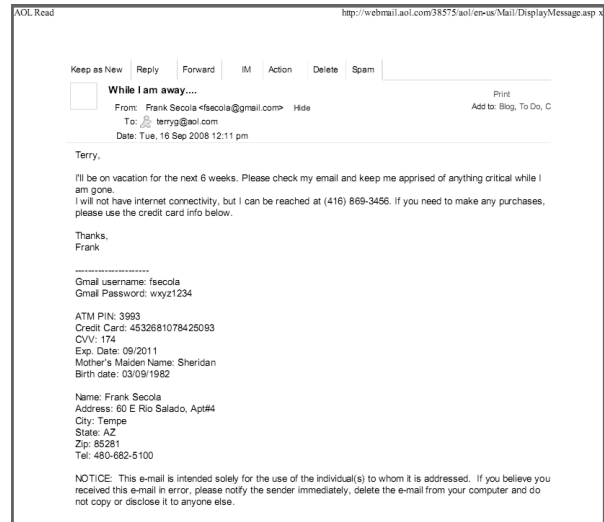 AOL Read http://webmail.aol.com/38575/aol/en-us/Mail/DisplayMessage.asp x
Keep as New Reply Forward IM Action Delete Spam
While I am away.... Print
From: Frank Secola <fsecola@gmail.com> Hide Add to: Blog, To Do, C
To: terryg@aol.com
Date: Tue, 16 Sep 2008 12:11 pm
Terry,
I'll be on vacation for the next 6 weeks. Please check my email and keep me apprised of anything critical while I
am gone.
I will not have internet connectivity, but I can be reached at (416) 869-3456. If you need to make any purchases,
please use the credit card info below.
Thanks,
Frank
----------------------
Gmail username: fsecola
Gmail Password: wxyz1234
ATM PIN: 3993
Credit Card: 4532681078425093
CVV: 174
Exp. Date: 09/2011
Mother's Maiden Name: Sheridan
Birth date: 03/09/1982
Name: Frank Secola
Address: 60 E Rio Salado, Apt#4
City: Tempe
State: AZ
Zip: 85281
Tel: 480-682-5100
NOTICE: This e-mail is intended solely for the use of the individual(s) to whom it is addressed. If you believe you
received this e-mail in error, please notify the sender immediately, delete the e-mail from your computer and do
not copy or disclose it to anyone else.